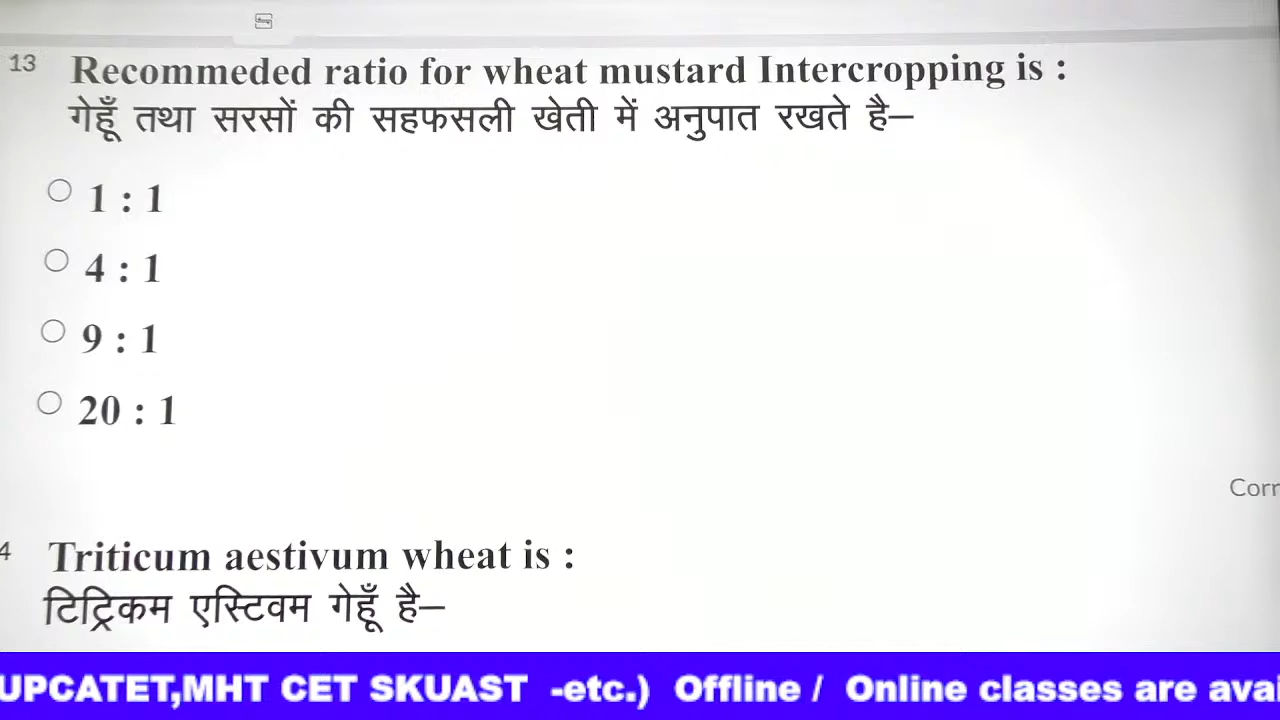 13 Recommeded ratio for wheat mustard Intercropping is :
गेहूँ तथा सरसों की सहफसली खेती में अनुपात रखते है–
1 : 1
4 : 1
9 : 1
20 : 1
Corr
4 Triticum aestivum wheat is :
टिट्रिकम एस्टिवम गेहूँ है–
UPCATET,MHT CET SKUAST -etc.) Offline / Online classes are avai